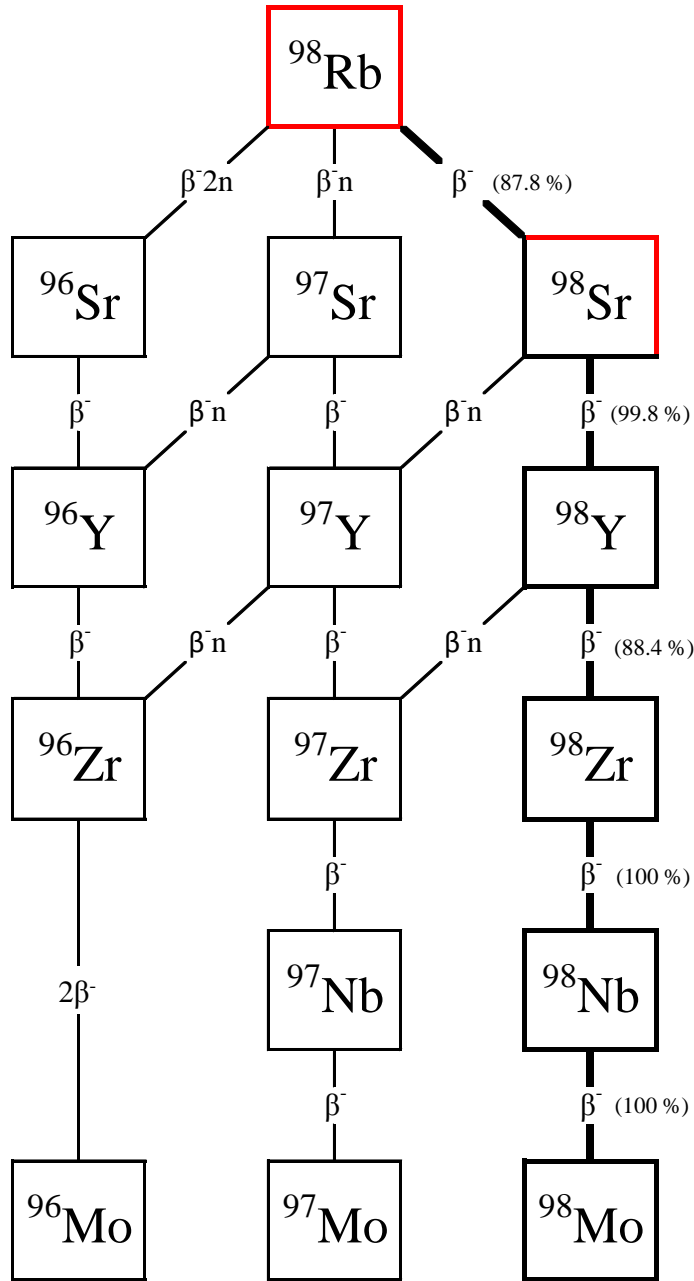 ⁹⁸Rb
β⁻2n β⁻n β⁻ (87.8 %)
⁹⁶Sr ⁹⁷Sr ⁹⁸Sr
β⁻ β⁻n β⁻ β⁻n β⁻ (99.8 %)
⁹⁶Y ⁹⁷Y ⁹⁸Y
β⁻ β⁻n β⁻ β⁻n β⁻ (88.4 %)
⁹⁶Zr ⁹⁷Zr ⁹⁸Zr
β⁻ β⁻ (100 %)
2β⁻ ⁹⁷Nb ⁹⁸Nb
β⁻ β⁻ (100 %)
⁹⁶Mo ⁹⁷Mo ⁹⁸Mo